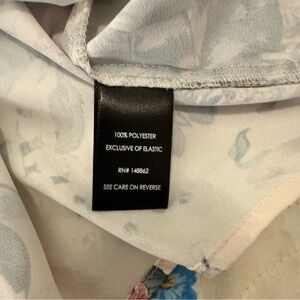 100% POLYESTER
EXCLUSIVE OF ELASTIC
RN# 148862
SEE CARE ON REVERSE